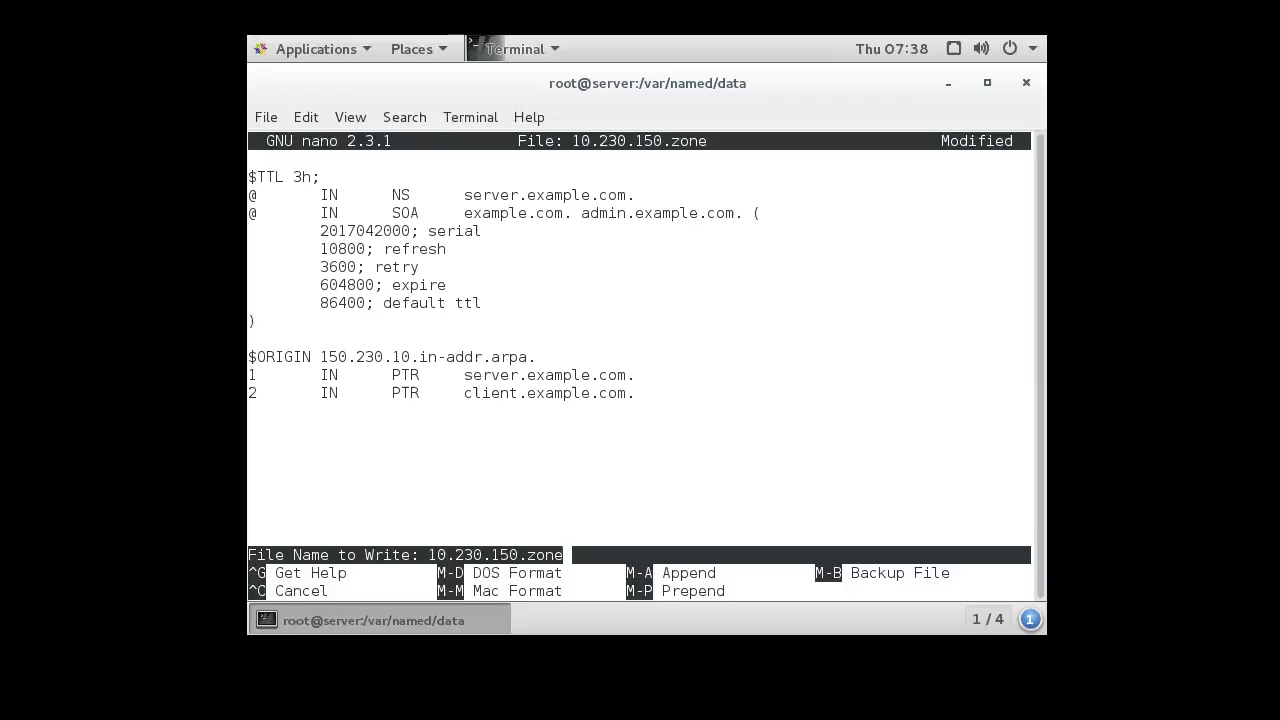 Applications Places Terminal Thu 07:38
root@server:/var/named/data
File Edit View Search Terminal Help
GNU nano 2.3.1 File: 10.230.150.zone Modified
$TTL 3h;
@ IN NS server.example.com.
@ IN SOA example.com. admin.example.com. (
2017042000; serial
10800; refresh
3600; retry
604800; expire
86400; default ttl
)
$ORIGIN 150.230.10.in-addr.arpa.
1 IN PTR server.example.com.
2 IN PTR client.example.com.
File Name to Write: 10.230.150.zone
^G Get Help M-D DOS Format M-A Append M-B Backup File
^C Cancel M-M Mac Format M-P Prepend
root@server:/var/named/data 1 / 4 1